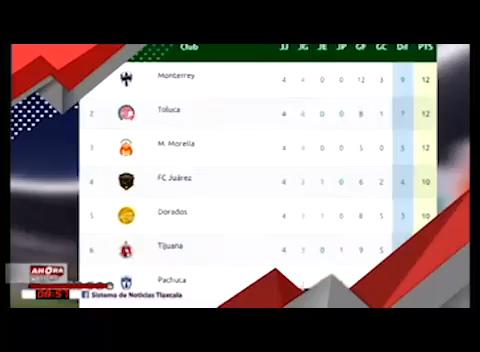 Club JJ JG JE JP GF GC Dif PTS
Monterrey 4 4 0 0 12 3 9 12
2 Toluca 4 4 0 0 8 1 7 12
3 M. Morelia 4 4 0 0 5 12
4 FC Juárez 4 3 1 0 6 2 4 10
5 Dorados 4 3 1 0 8 5 3 10
6 Tijuana 4 3 0 1 9 5
Pachuca
AHORA
08:57
Sistema de Noticias Tlaxcala